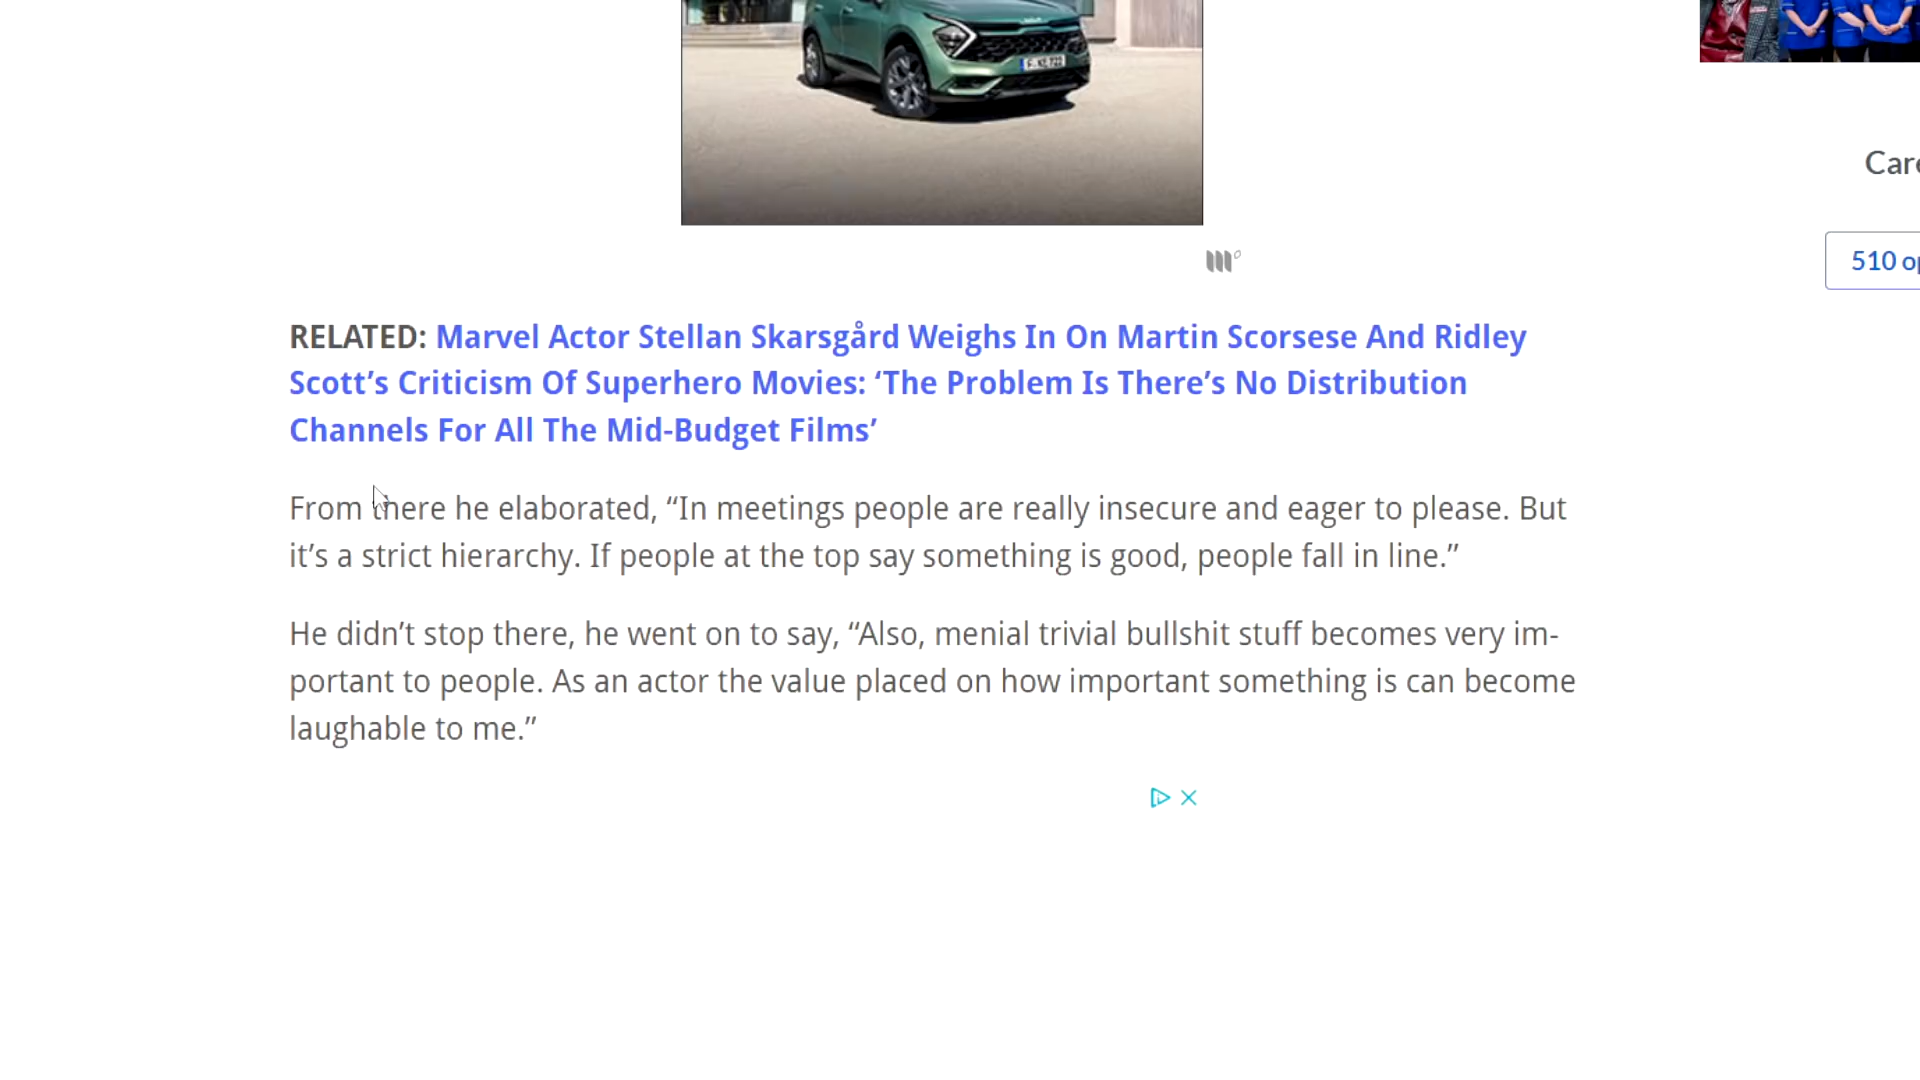 F·KE 722
RELATED: Marvel Actor Stellan Skarsgård Weighs In On Martin Scorsese And Ridley
Scott’s Criticism Of Superhero Movies: ‘The Problem Is There’s No Distribution
Channels For All The Mid-Budget Films’
From there he elaborated, “In meetings people are really insecure and eager to please. But
it’s a strict hierarchy. If people at the top say something is good, people fall in line.”
He didn’t stop there, he went on to say, “Also, menial trivial bullshit stuff becomes very im-
portant to people. As an actor the value placed on how important something is can become
laughable to me.”
Care
510 op